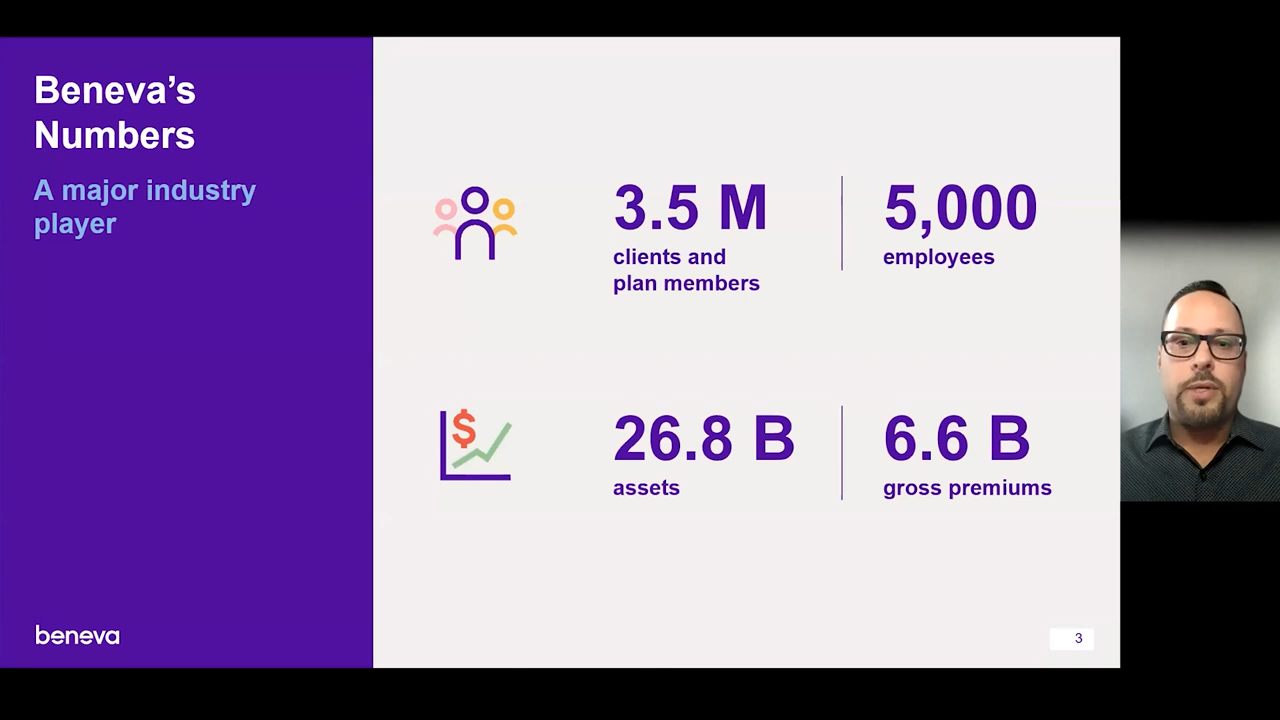 Beneva's
Numbers
A major industry
player
3.5 M
clients and
plan members
5,000
employees
$
26.8 B
assets
6.6 B
gross premiums
beneva
3